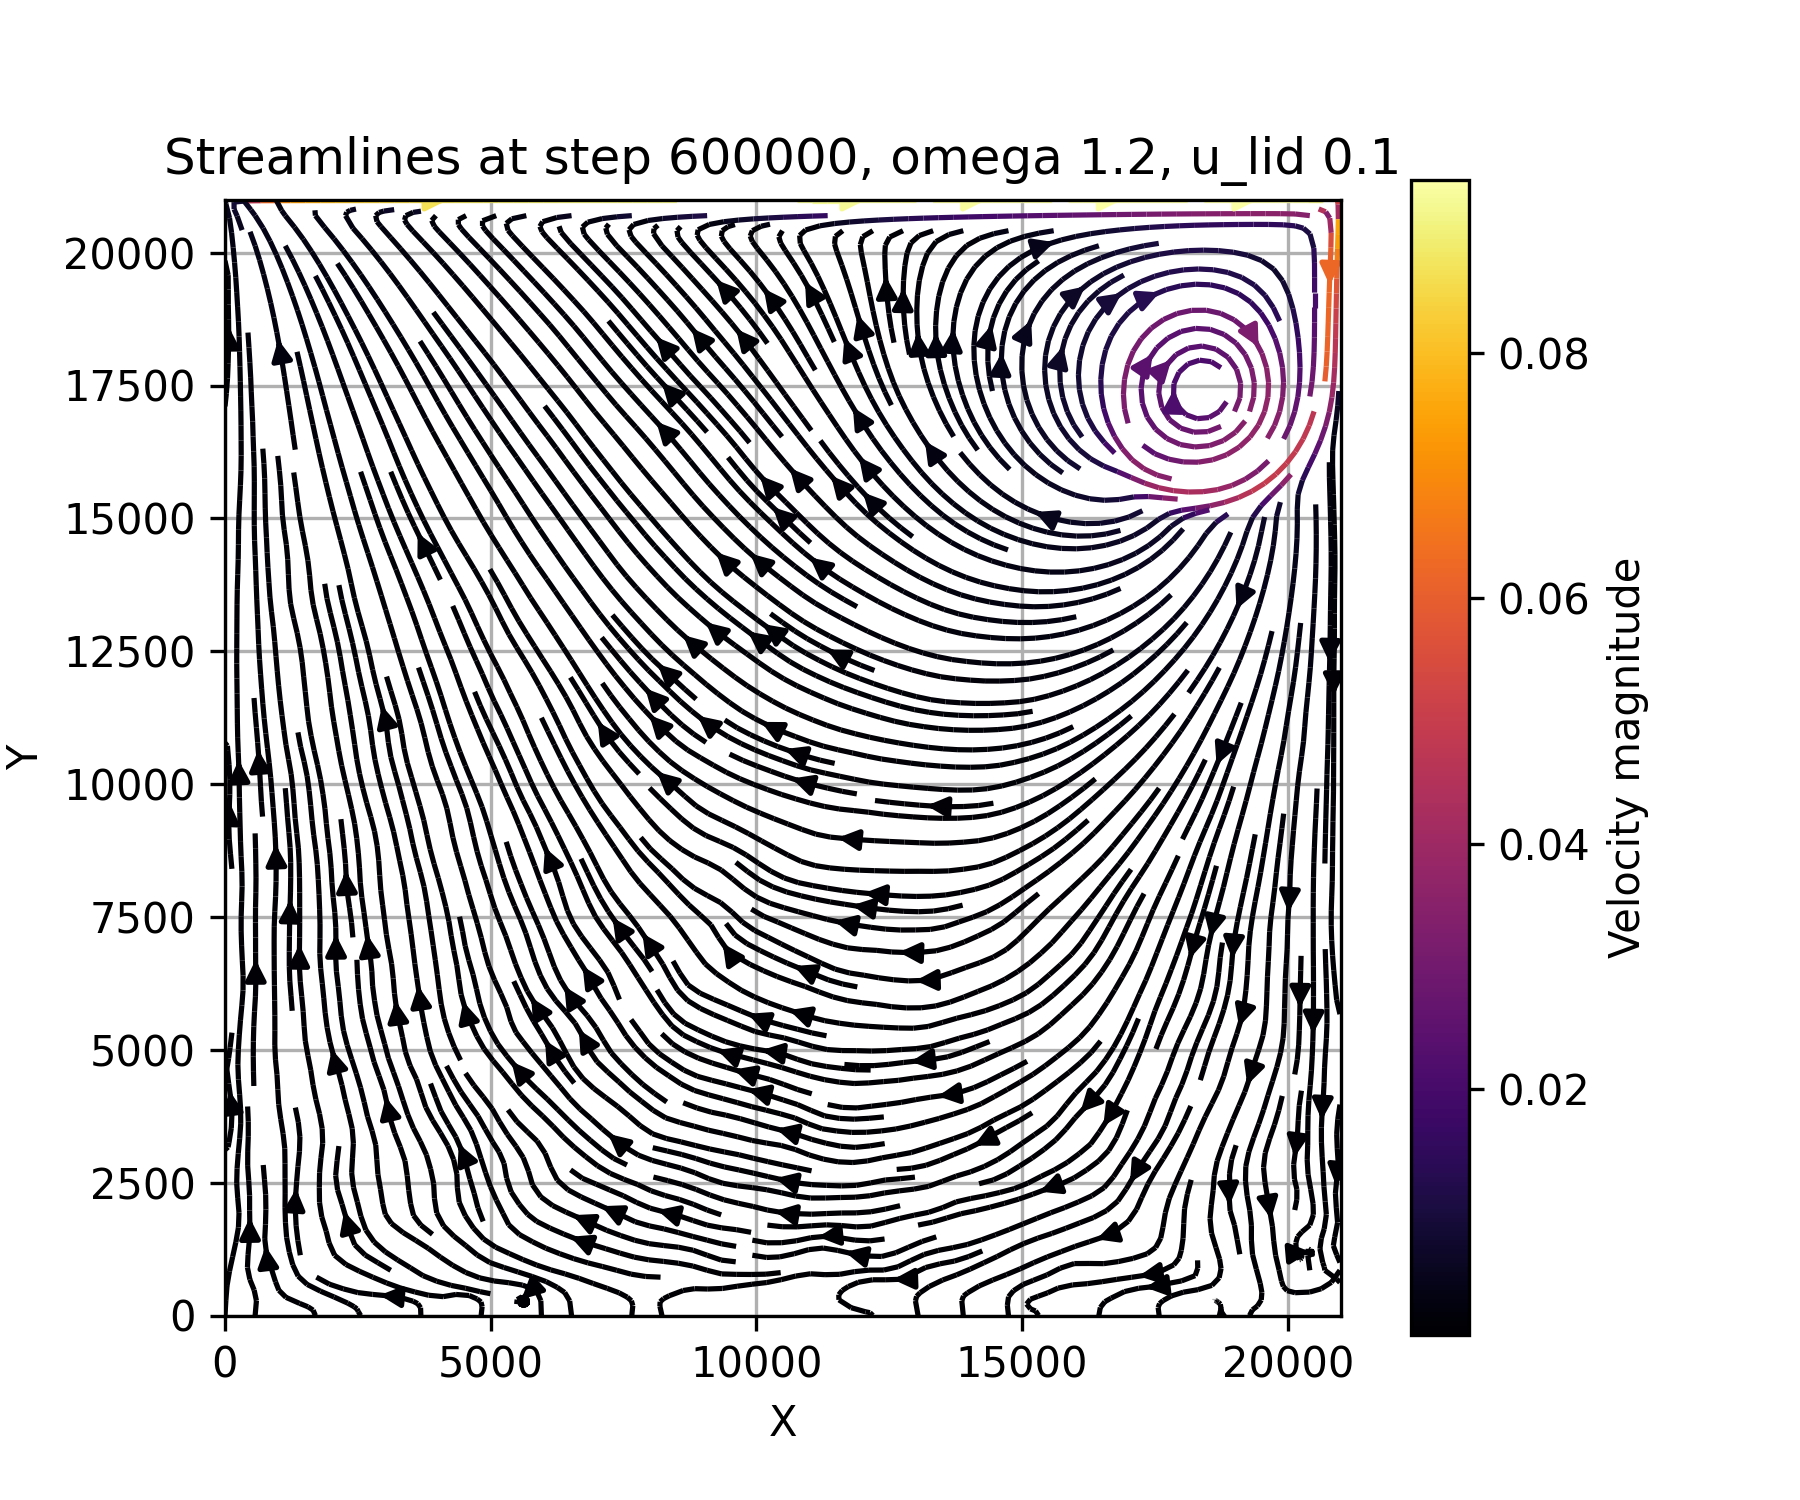 Streamlines at step 600000, omega 1.2, u_lid 0.1
20000
17500
15000
12500
10000
7500
5000
2500
0
Y
0 5000 10000 15000 20000
X
0.08
0.06
0.04
0.02
Velocity magnitude